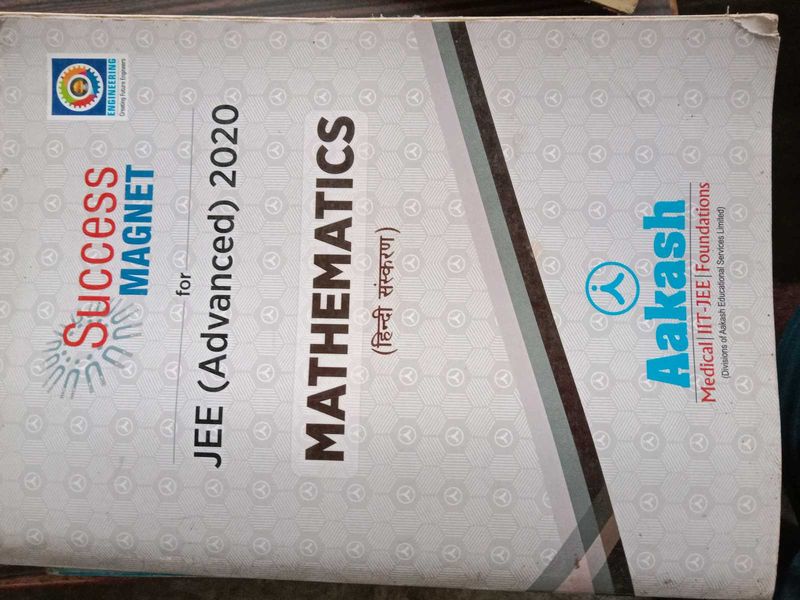 ENGINEERING
Creating Future Engineers
Success
MAGNET
for
JEE (Advanced) 2020
MATHEMATICS
(हिन्दी संस्करण)
Aakash
Medical|IIT-JEE|Foundations
(Divisions of Aakash Educational Services Limited)